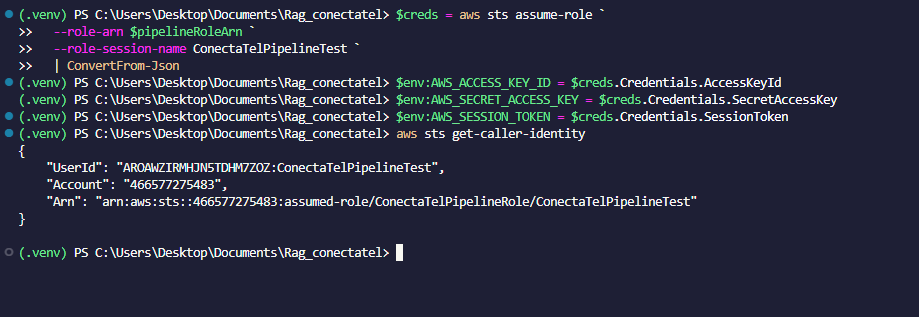 (.venv) PS C:\Users\Desktop\Documents\Rag_conectatel> $creds = aws sts assume-role `
>>   --role-arn $pipelineRoleArn `
>>   --role-session-name ConectaTelPipelineTest `
>>   | ConvertFrom-Json
(.venv) PS C:\Users\Desktop\Documents\Rag_conectatel> $env:AWS_ACCESS_KEY_ID = $creds.Credentials.AccessKeyId
(.venv) PS C:\Users\Desktop\Documents\Rag_conectatel> $env:AWS_SECRET_ACCESS_KEY = $creds.Credentials.SecretAccessKey
(.venv) PS C:\Users\Desktop\Documents\Rag_conectatel> $env:AWS_SESSION_TOKEN = $creds.Credentials.SessionToken
(.venv) PS C:\Users\Desktop\Documents\Rag_conectatel> aws sts get-caller-identity
{
    "UserId": "AROAWZIRMHJN5TDHM7ZOZ:ConectaTelPipelineTest",
    "Account": "466577275483",
    "Arn": "arn:aws:sts::466577275483:assumed-role/ConectaTelPipelineRole/ConectaTelPipelineTest"
}
(.venv) PS C:\Users\Desktop\Documents\Rag_conectatel>